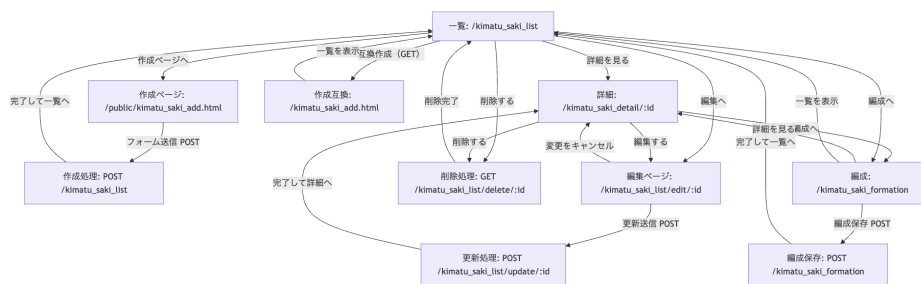 一覧: /kimatu_saki_list
作成ページへ
一覧を表示
互換作成（GET）
詳細を見る
作成ページ:
/public/kimatu_saki_add.html
作成互換:
/kimatu_saki_add.html
詳細:
/kimatu_saki_detail/:id
完了して一覧へ
削除完了
削除する
編集へ
一覧を表示
編成へ
フォーム送信 POST
削除する
変更をキャンセル
編集する
詳細を見る
編成へ
完了して一覧へ
作成処理: POST
/kimatu_saki_list
完了して詳細へ
削除処理: GET
/kimatu_saki_list/delete/:id
編集ページ:
/kimatu_saki_list/edit/:id
編成:
/kimatu_saki_formation
更新送信 POST
編成保存 POST
更新処理: POST
/kimatu_saki_list/update/:id
編成保存: POST
/kimatu_saki_formation